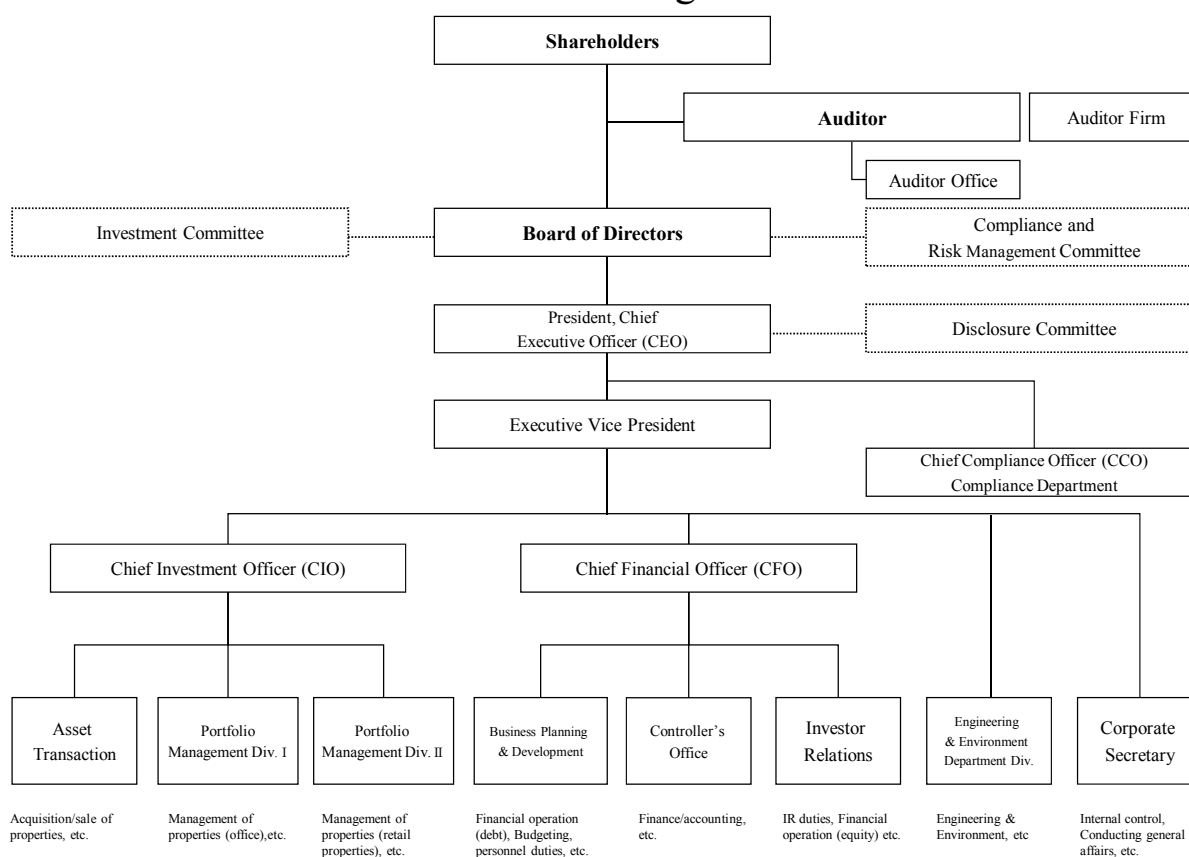 Shareholders
Auditor
Auditor Firm
Auditor Office
Investment Committee
Board of Directors
Compliance and
Risk Management Committee
President, Chief
Executive Officer (CEO)
Disclosure Committee
Executive Vice President
Chief Compliance Officer (CCO)
Compliance Department
Chief Investment Officer (CIO)
Chief Financial Officer (CFO)
Asset
Transaction
Portfolio
Management Div. I
Portfolio
Management Div. II
Business Planning
& Development
Controller's
Office
Investor
Relations
Engineering
& Environment
Department Div.
Corporate
Secretary
Acquisition/sale of
properties, etc.
Management of
properties (office),etc.
Management of
properties (retail
properties), etc.
Financial operation
(debt), Budgeting,
personnel duties, etc.
Finance/accounting,
etc.
IR duties, Financial
operation (equity) etc.
Engineering &
Environment, etc
Internal control,
Conducting general
affairs, etc.